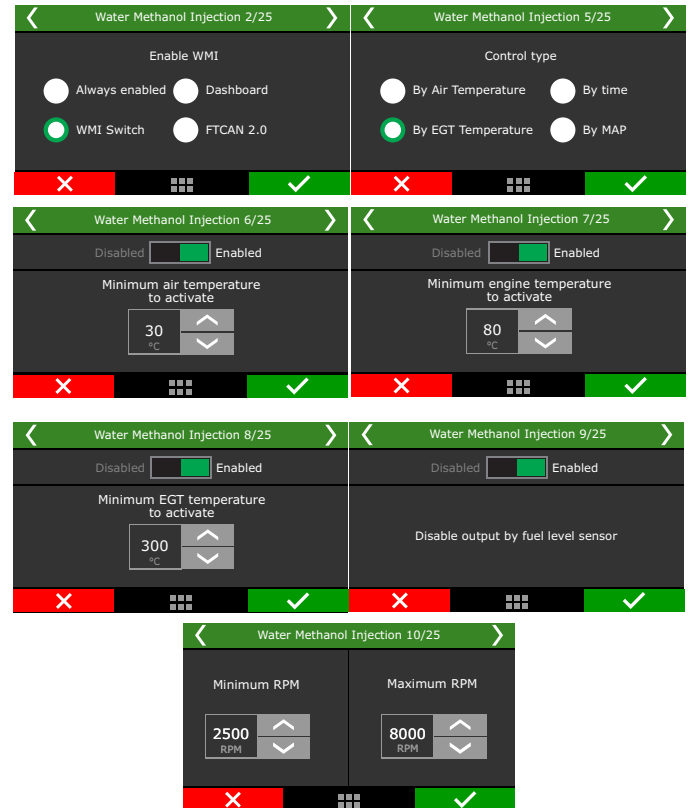 Water Methanol Injection 2/25
Enable WMI
Always enabled
Dashboard
WMI Switch
FTCAN 2.0
Water Methanol Injection 5/25
Control type
By Air Temperature
By time
By EGT Temperature
By MAP
Water Methanol Injection 6/25
Disabled
Enabled
Minimum air temperature
to activate
30
°C
Water Methanol Injection 7/25
Disabled
Enabled
Minimum engine temperature
to activate
80
°C
Water Methanol Injection 8/25
Disabled
Enabled
Minimum EGT temperature
to activate
300
°C
Water Methanol Injection 9/25
Disabled
Enabled
Disable output by fuel level sensor
Water Methanol Injection 10/25
Minimum RPM
2500
RPM
Maximum RPM
8000
RPM